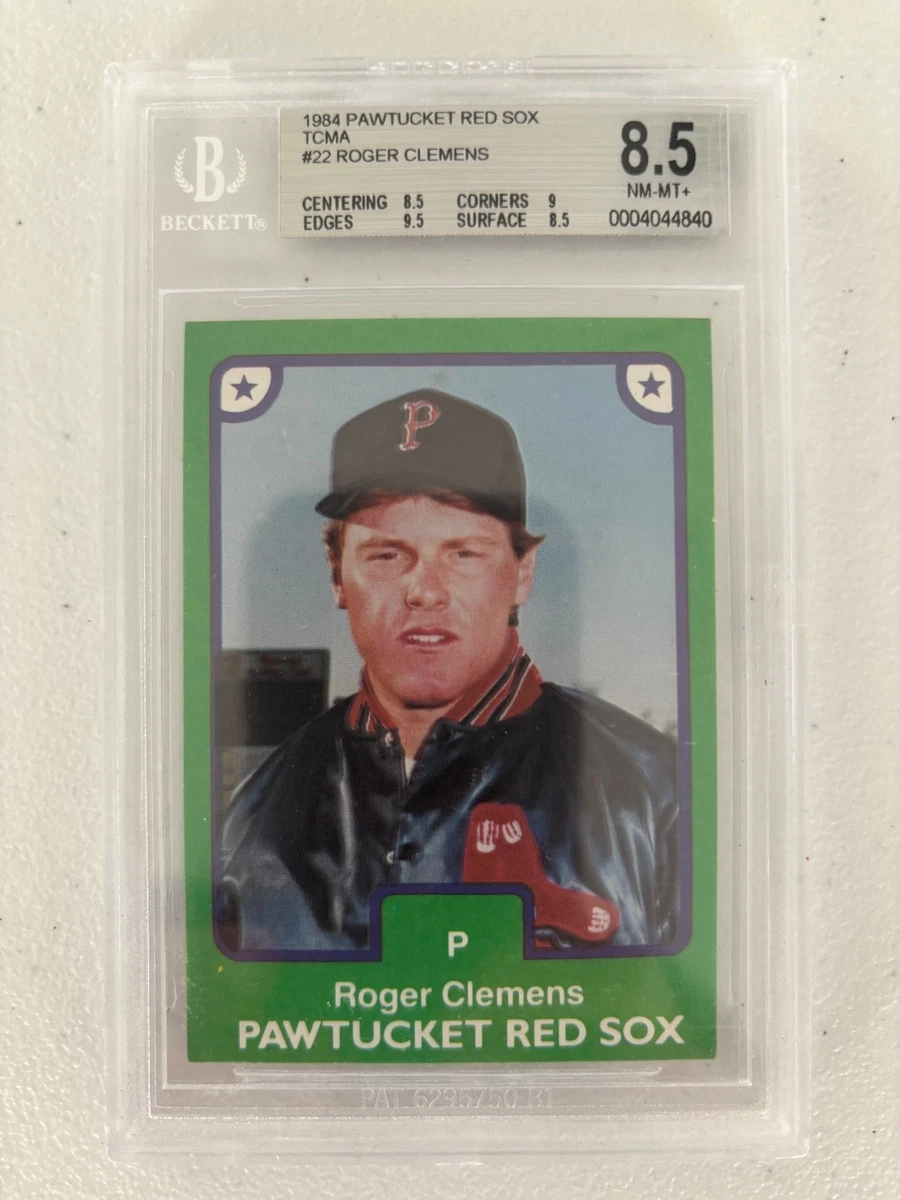 1984 PAWTUCKET RED SOX
TCMA
#22 ROGER CLEMENS
8.5
NM-MT+
CENTERING 8.5 CORNERS 9
EDGES 9.5 SURFACE 8.5
0004044840
B
BECKETT®
P
P
Roger Clemens
PAWTUCKET RED SOX